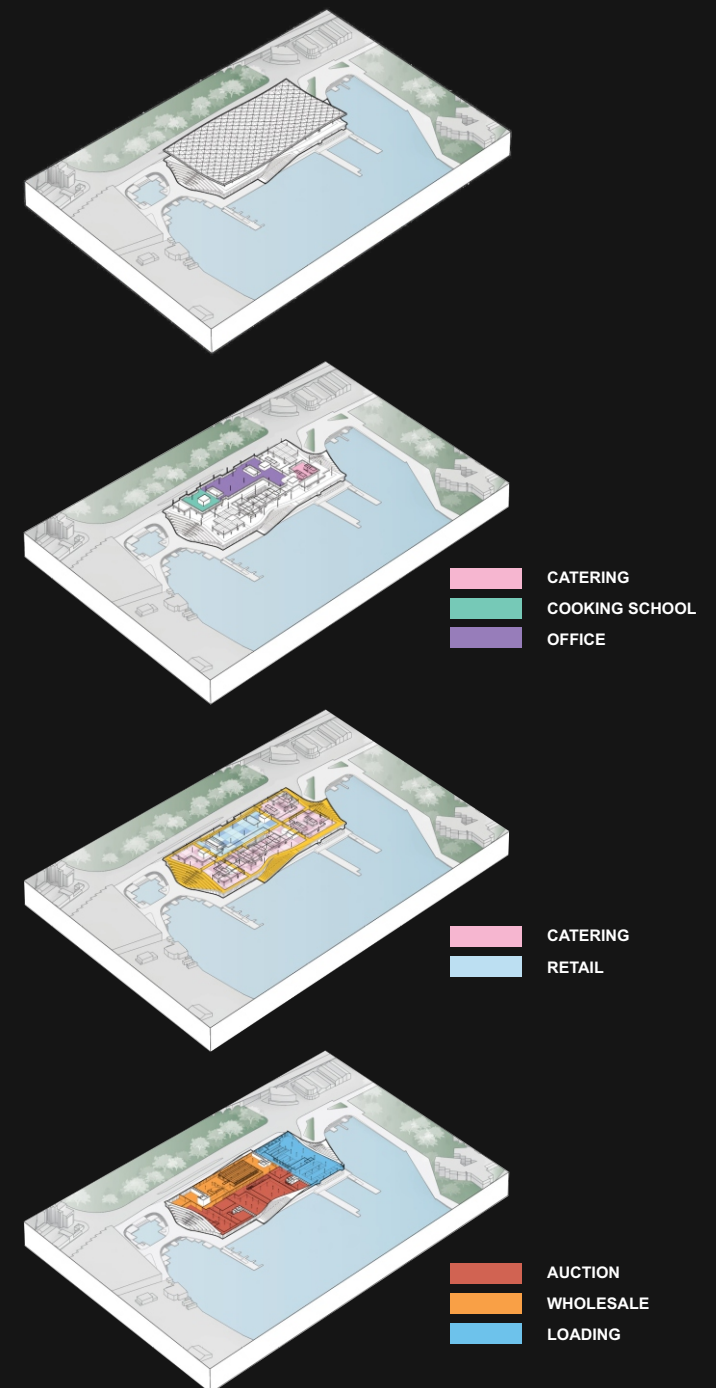 CATERING
COOKING SCHOOL
OFFICE
CATERING
RETAIL
AUCTION
WHOLESALE
LOADING